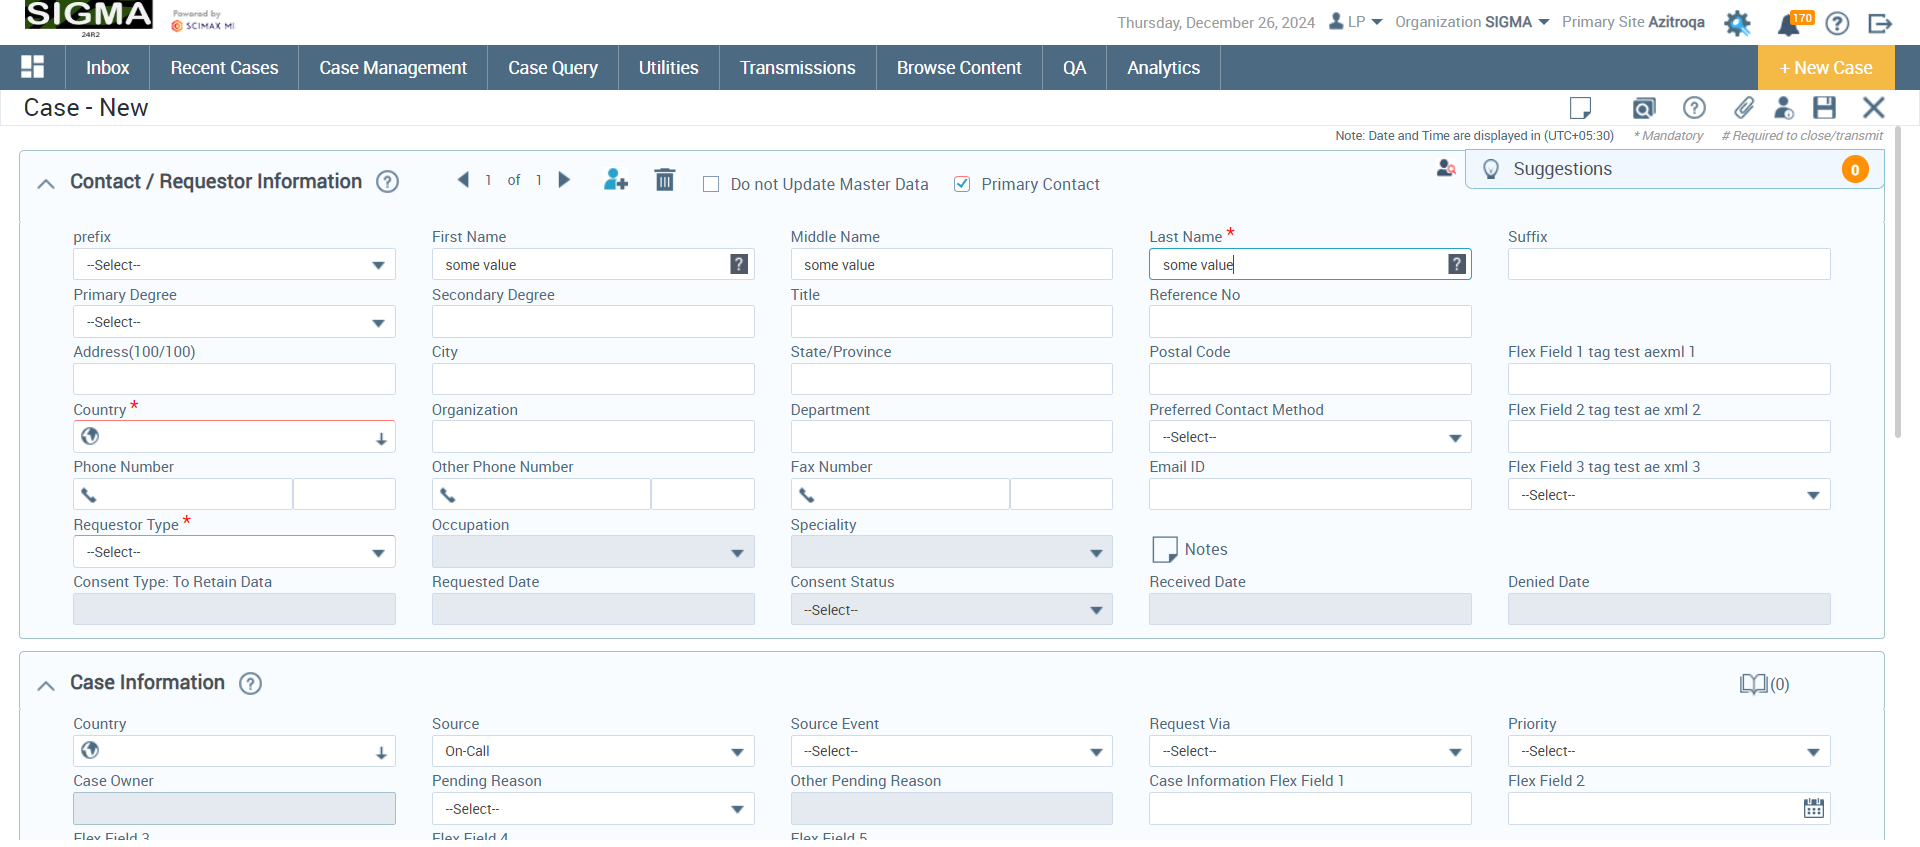 SIGMA
24R2
Powered by
SCIMAX MI
Thursday, December 26, 2024 LP Organization SIGMA Primary Site Azitroqa 170
Inbox Recent Cases Case Management Case Query Utilities Transmissions Browse Content QA Analytics + New Case
Case - New
Note: Date and Time are displayed in (UTC+05:30) * Mandatory # Required to close/transmit
Contact / Requestor Information ? 1 of 1 Do not Update Master Data Primary Contact Suggestions 0
prefix First Name Middle Name Last Name * Suffix
--Select-- some value ? some value some value ?
Primary Degree Secondary Degree Title Reference No
--Select--
Address(100/100) City State/Province Postal Code Flex Field 1 tag test aexml 1
Country * Organization Department Preferred Contact Method Flex Field 2 tag test ae xml 2
--Select--
Phone Number Other Phone Number Fax Number Email ID Flex Field 3 tag test ae xml 3
--Select--
Requestor Type * Occupation Speciality
--Select-- Notes
Consent Type: To Retain Data Requested Date Consent Status Received Date Denied Date
--Select--
Case Information ? (0)
Country Source Source Event Request Via Priority
On-Call --Select-- --Select-- --Select--
Case Owner Pending Reason Other Pending Reason Case Information Flex Field 1 Flex Field 2
--Select--
Flex Field 3 Flex Field 4 Flex Field 5